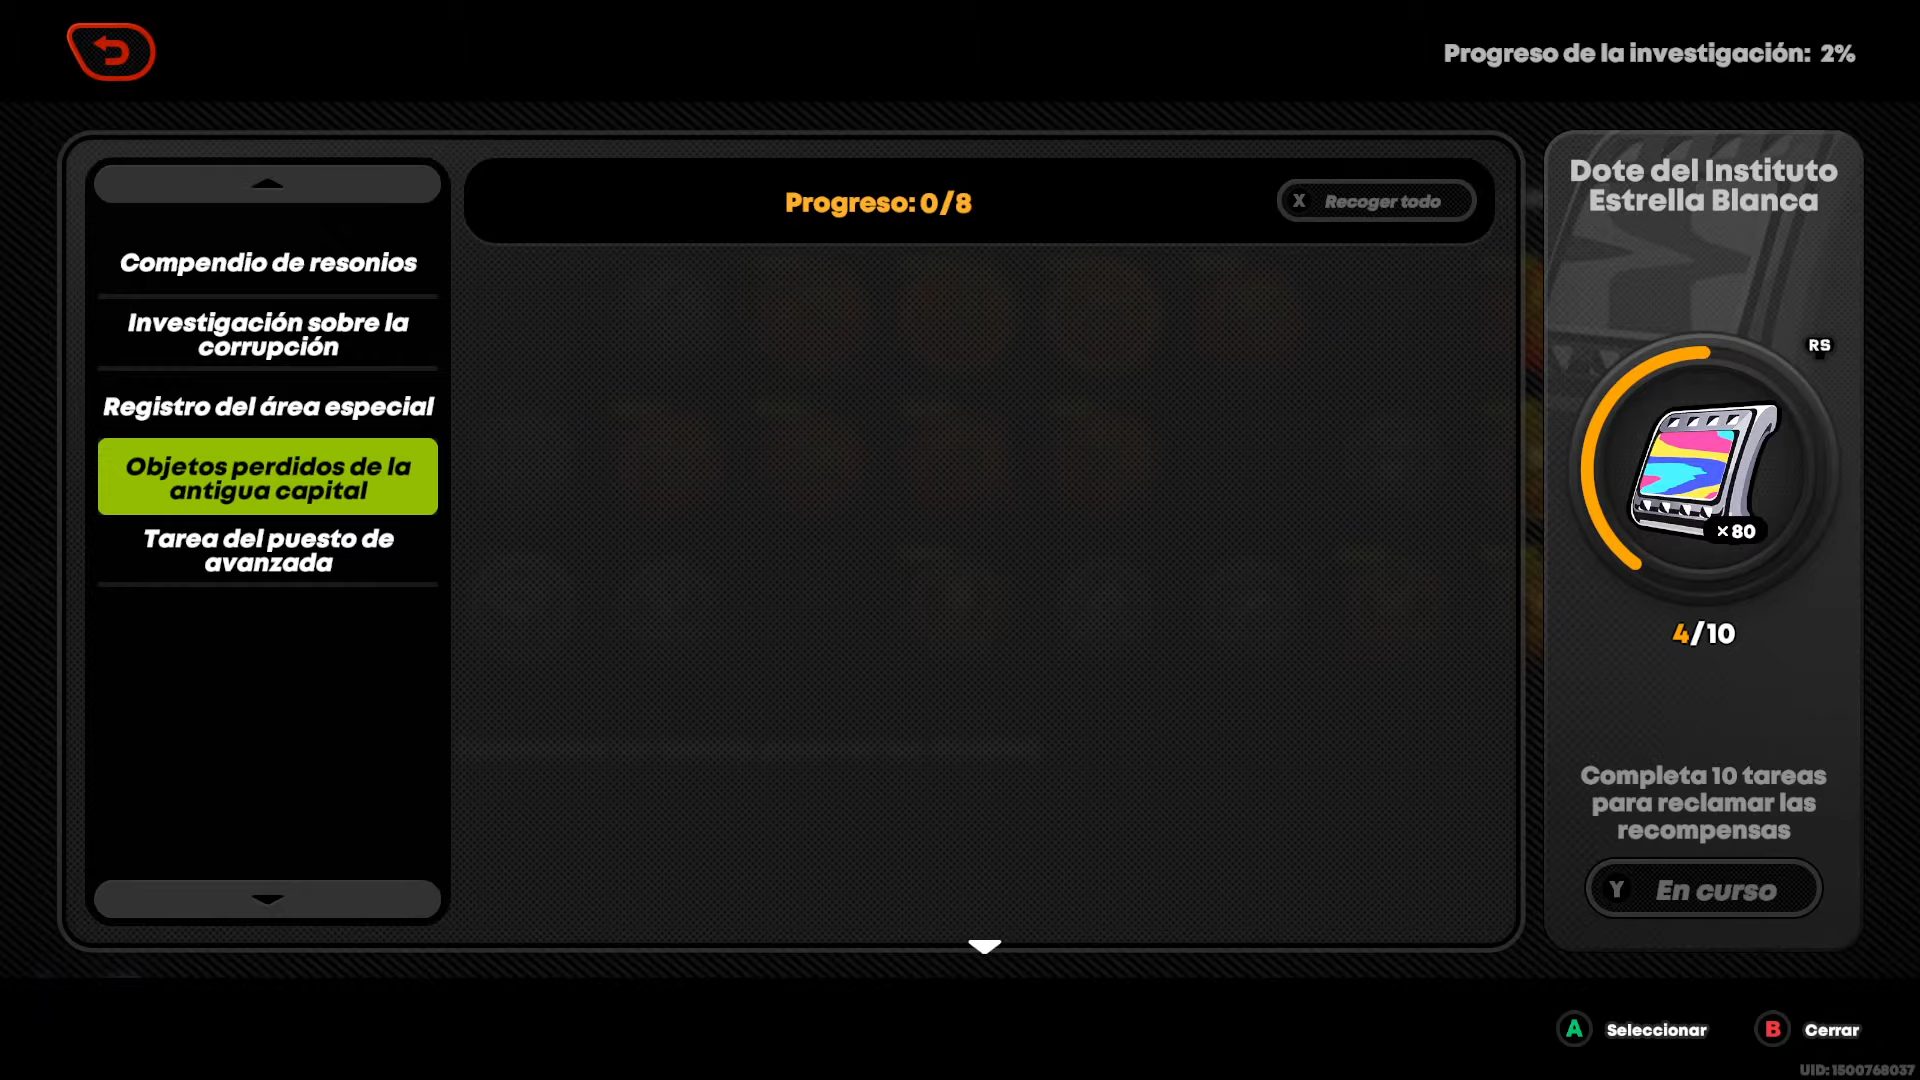 Progreso de la investigación: 2%
Compendio de resonios
Investigación sobre la
corrupción
Registro del área especial
Objetos perdidos de la
antigua capital
Tarea del puesto de
avanzada
Progreso: 0/8
X Recoger todo
Dote del Instituto
Estrella Blanca
RS
×80
4/10
Completa 10 tareas
para reclamar las
recompensas
Y En curso
A Seleccionar
B Cerrar
UID: 1500768037